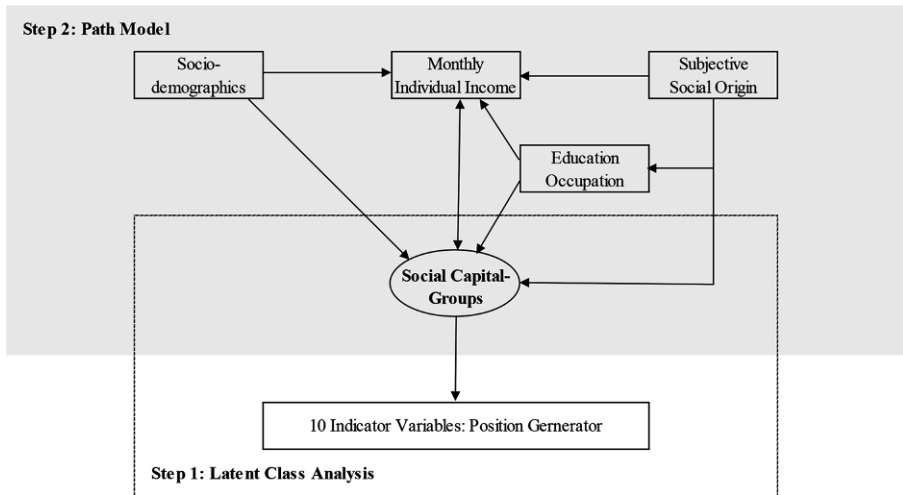 Step 2: Path Model
Socio-
demographics
Monthly
Individual Income
Subjective
Social Origin
Education
Occupation
Social Capital-
Groups
10 Indicator Variables: Position Gernerator
Step 1: Latent Class Analysis